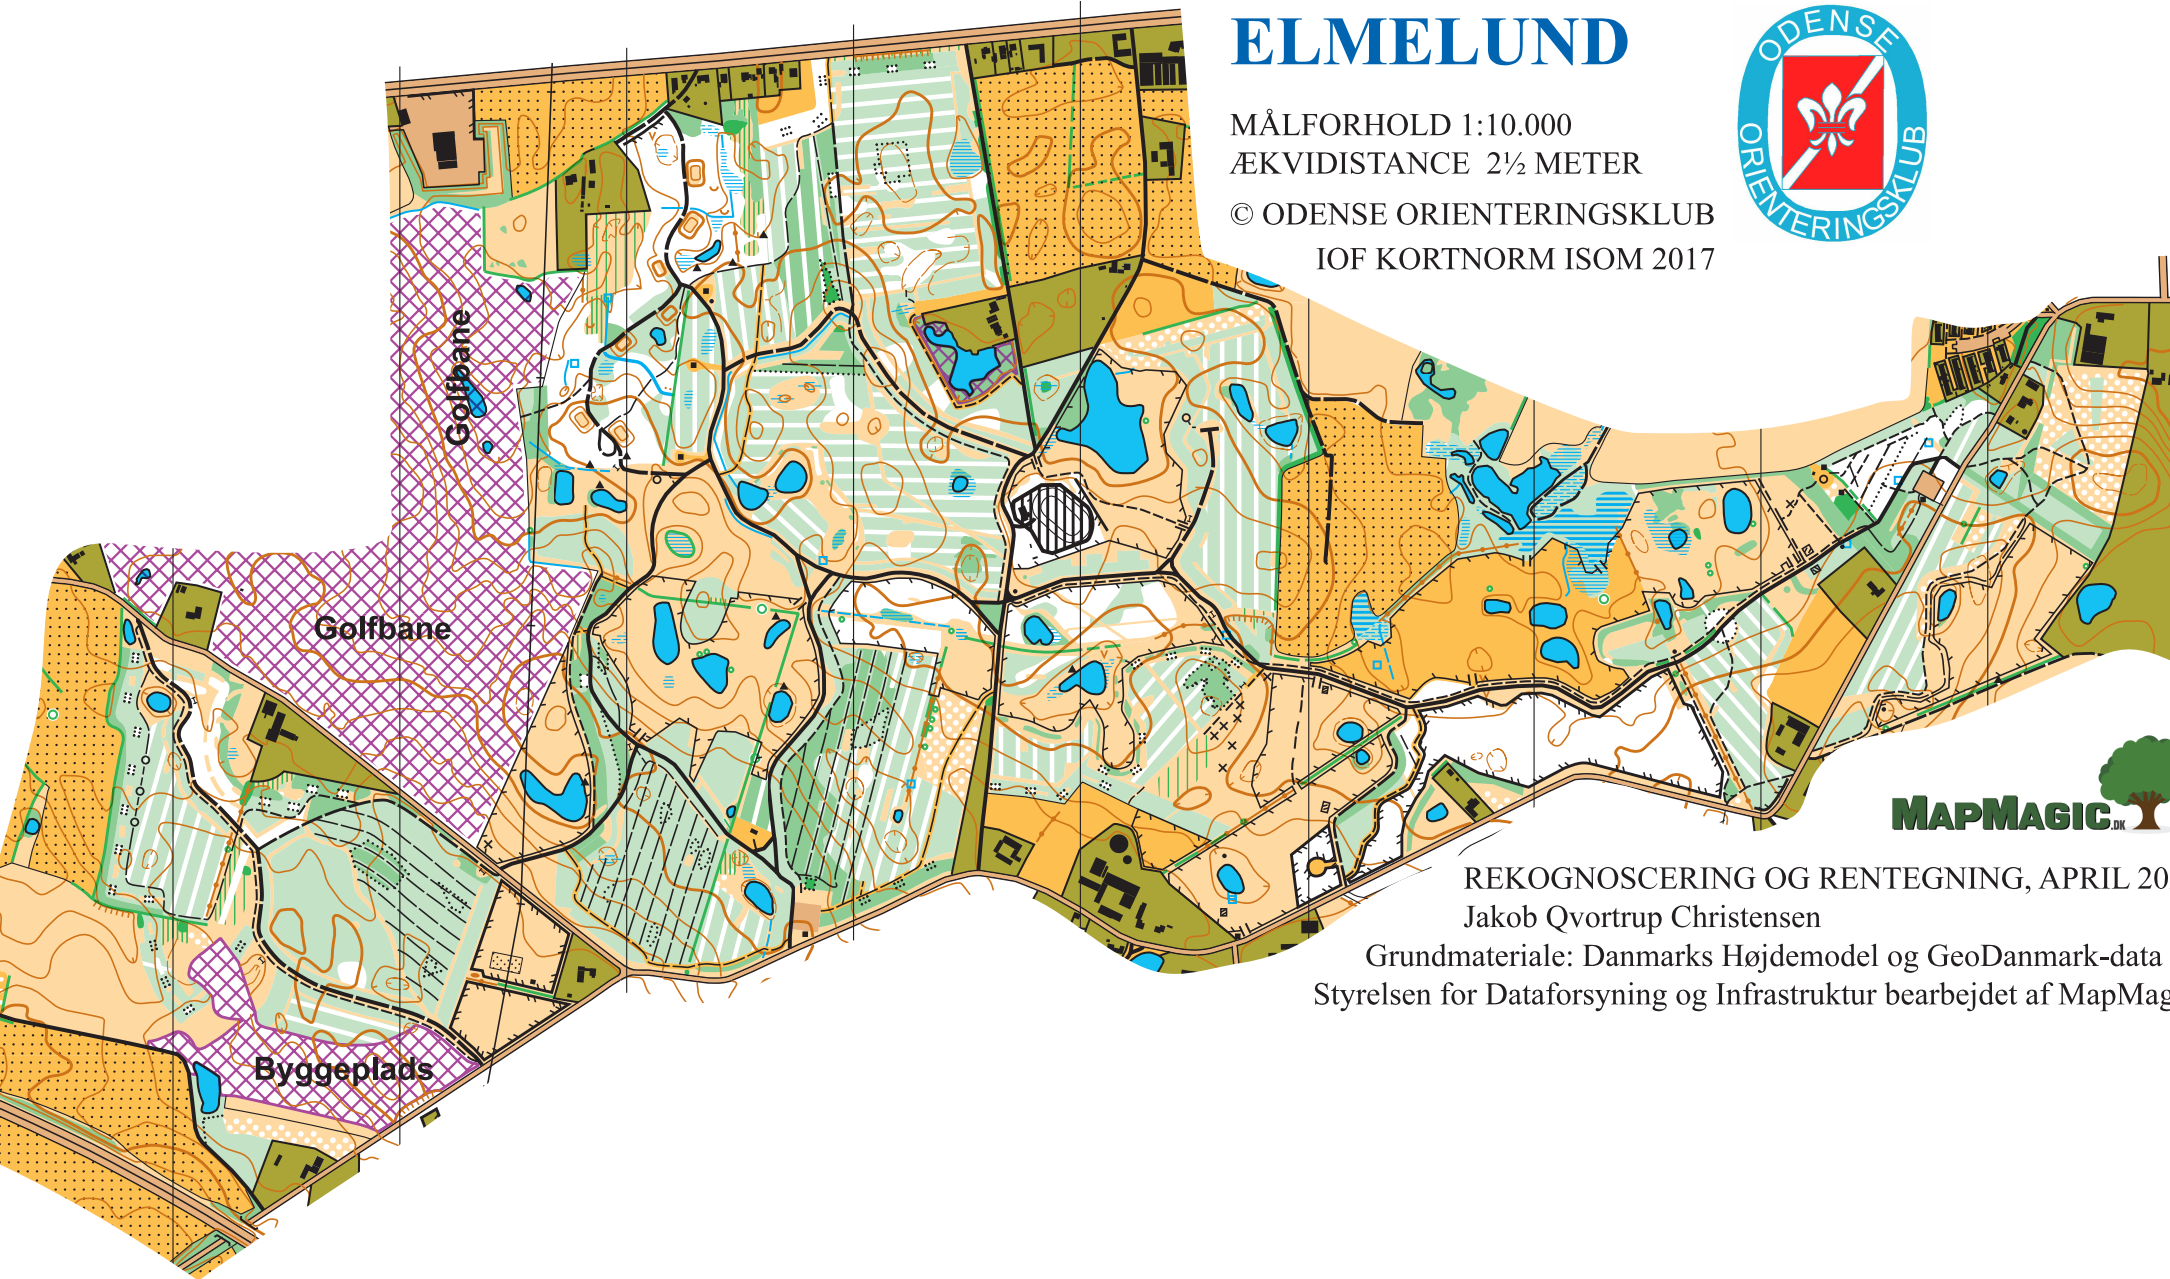 ELMELUND
MÅLFORHOLD 1:10.000
ÆKVIDISTANCE 2½ METER
© ODENSE ORIENTERINGSKLUB
IOF KORTNORM ISOM 2017
ODENSE
ORIENTERINGSKLUB
Golfbane
Golfbane
Byggeplads
MAPMAGIC.DK
REKOGNOSCERING OG RENTEGNING, APRIL 20
Jakob Qvortrup Christensen
Grundmateriale: Danmarks Højdemodel og GeoDanmark-data
Styrelsen for Dataforsyning og Infrastruktur bearbejdet af MapMag